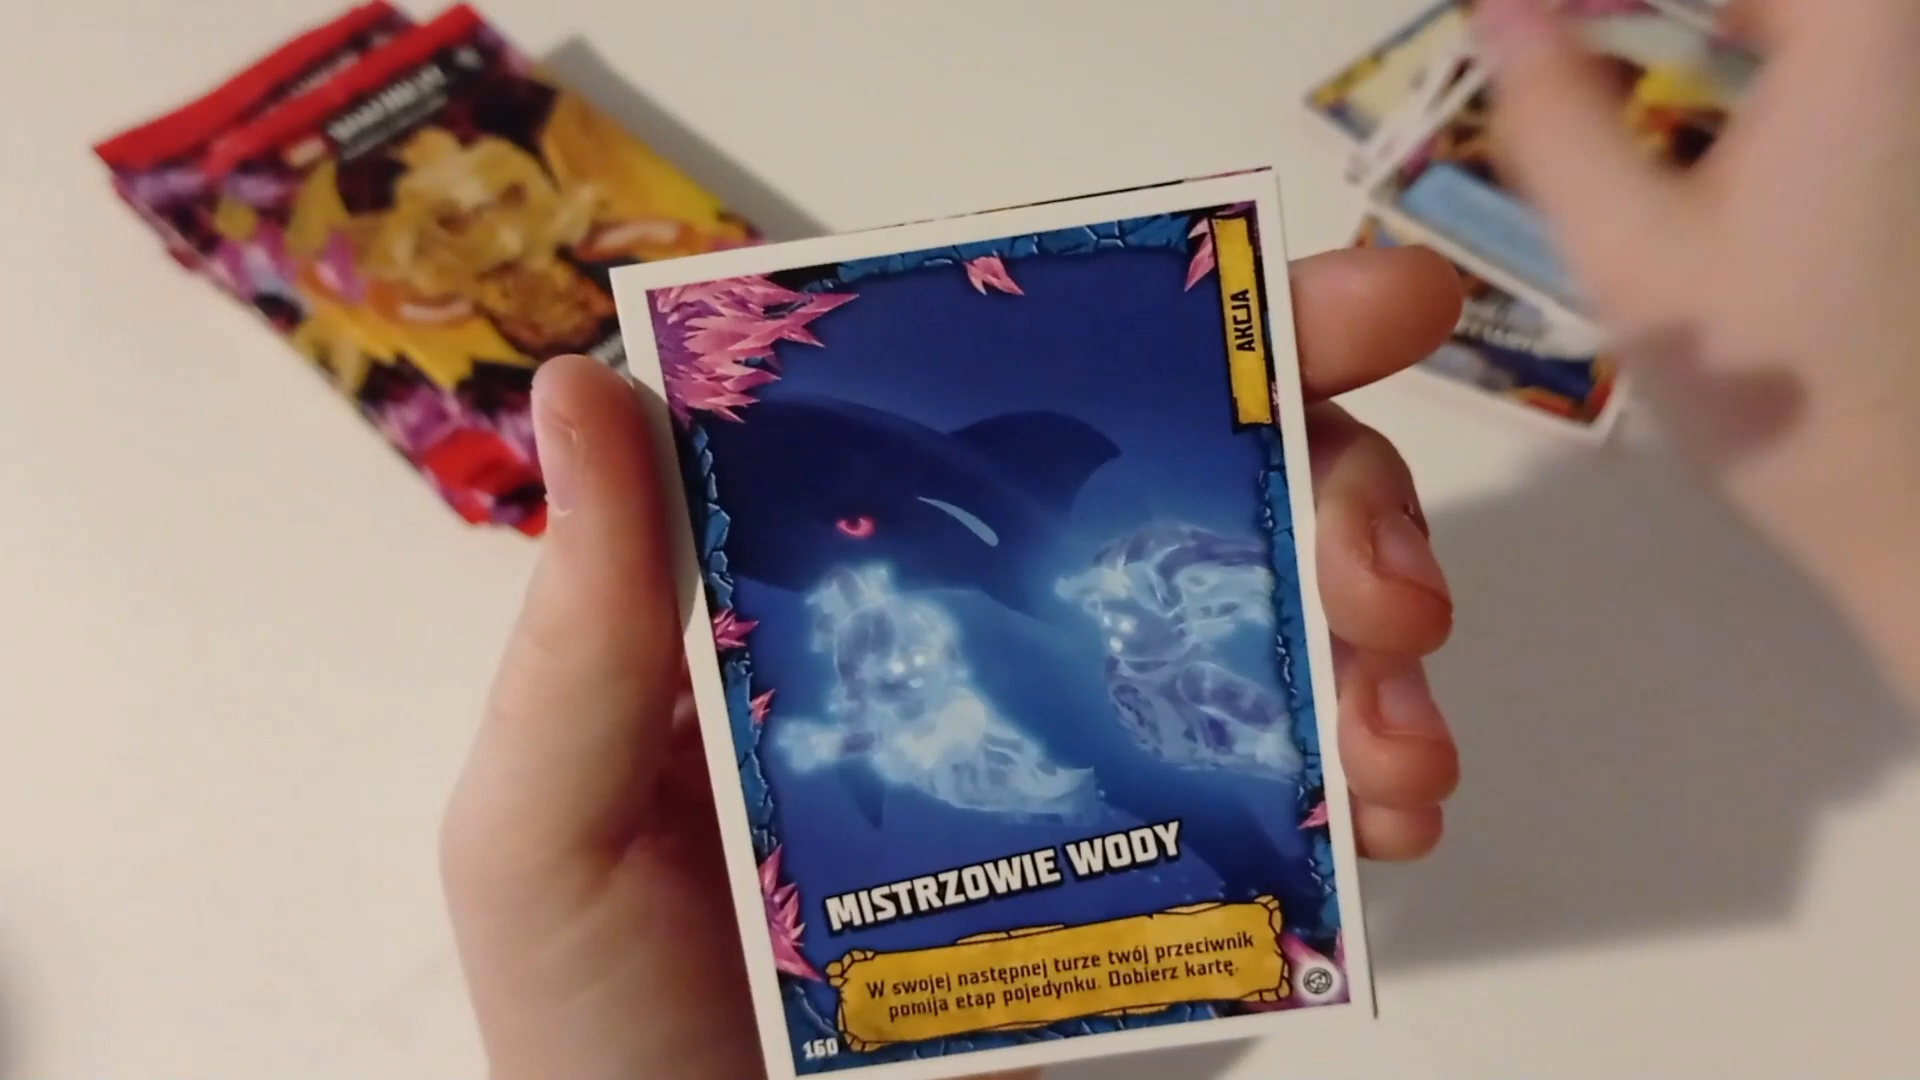 AKCJA
MISTRZOWIE WODY
W swojej następnej turze twój przeciwnik
pomija etap pojedynku. Dobierz kartę.
160